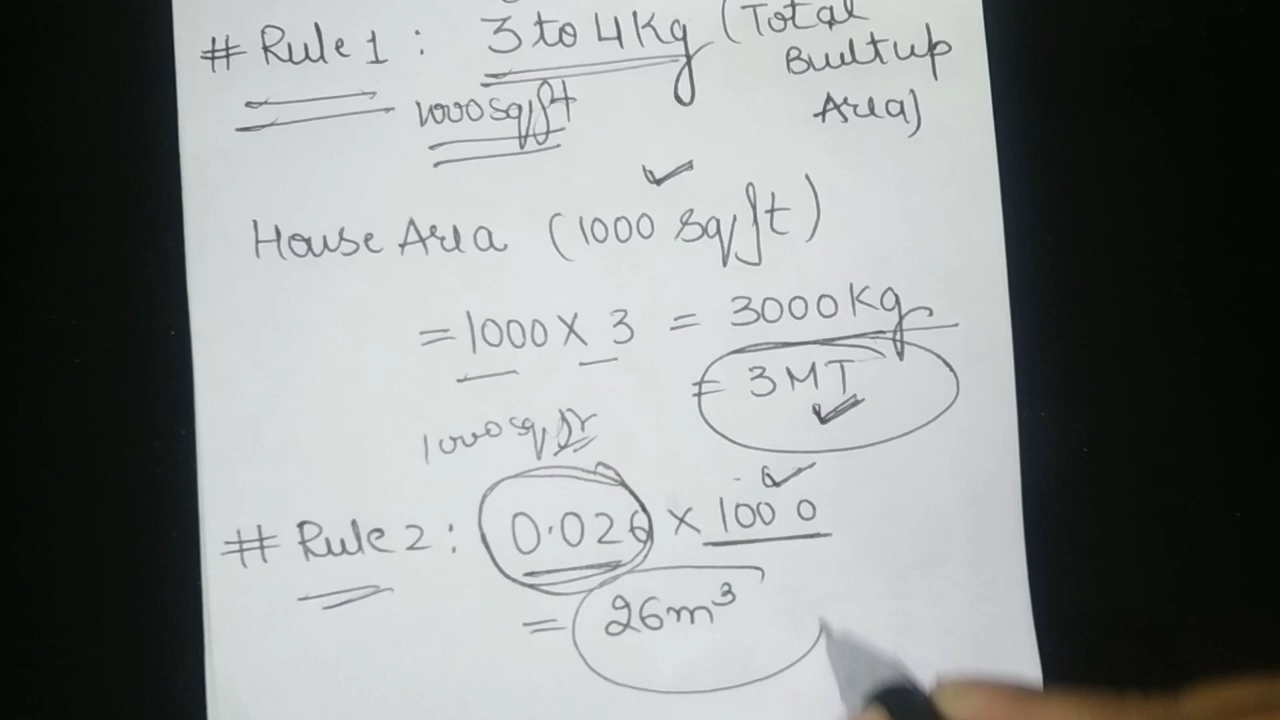 # Rule 1 : 3 to 4 Kg (Total
Builtup
Area)
1000 sqft
House Area (1000 sqft)
= 1000 X 3 = 3000 Kg
= 3 MT
1000 sqft
# Rule 2 : 0.026 X 1000
= 26m³